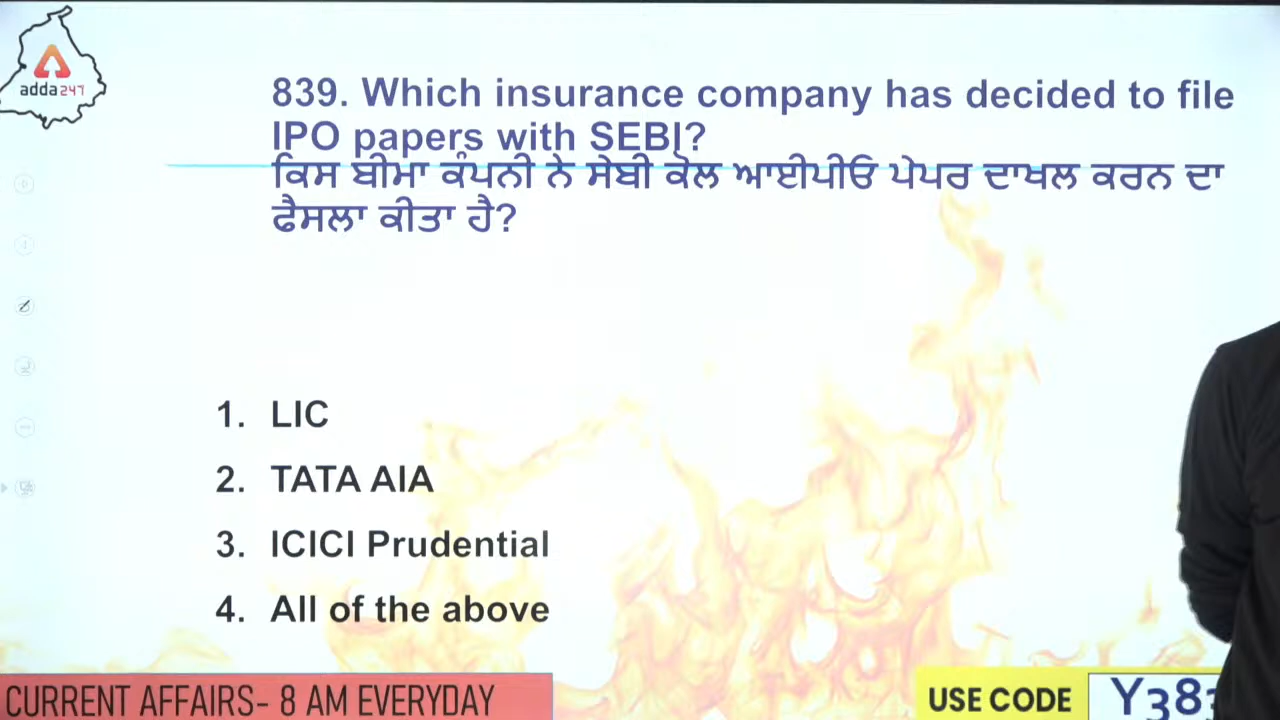 adda247
839. Which insurance company has decided to file
IPO papers with SEBI?
ਕਿਸ ਬੀਮਾ ਕੰਪਨੀ ਨੇ ਸੇਬੀ ਕੋਲ ਆਈਪੀਓ ਪੇਪਰ ਦਾਖਲ ਕਰਨ ਦਾ
ਫੈਸਲਾ ਕੀਤਾ ਹੈ?
1. LIC
2. TATA AIA
3. ICICI Prudential
4. All of the above
CURRENT AFFAIRS- 8 AM EVERYDAY
USE CODE